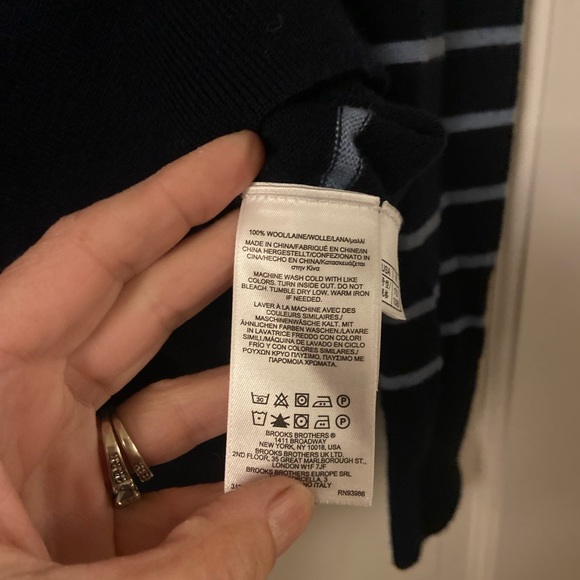 100% WOOL/LAINE/WOLLE/LANA/μαλλί
MADE IN CHINA/FABRIQUÉ EN CHINE/IN
CHINA HERGESTELLT/CONFEZIONATO IN
CINA/HECHO EN CHINA/Κατασκευάζεται
στην Κίνα
MACHINE WASH COLD WITH LIKE
COLORS. TURN INSIDE OUT. DO NOT
BLEACH. TUMBLE DRY LOW. WARM IRON
IF NEEDED.
LAVER À LA MACHINE AVEC DES
COULEURS SIMILAIRES./
MASCHINENWÄSCHE KALT. MIT
ÄHNLICHEN FARBEN WASCHEN./LAVARE
IN LAVATRICE FREDDO CON COLORI
SIMILI./MÁQUINA DE LAVADO EN CICLO
FRÍO Y CON COLORES SIMILARES./
ΡΟΥΧΩΝ ΚΡΥΟ ΠΛΥΣΙΜΟ, ΠΛΥΣΙΜΟ ΜΕ
ΠΑΡΟΜΟΙΑ ΧΡΩΜΑΤΑ.
30 P
P
BROOKS BROTHERS ®
1411 BROADWAY
NEW YORK, NY 10018, USA
BROOKS BROTHERS UK LTD.
2ND FLOOR, 35 GREAT MARLBOROUGH ST.,
LONDON W1F 7JF
BROOKS BROTHERS EUROPE SRL
ITALY
RN93986
USA